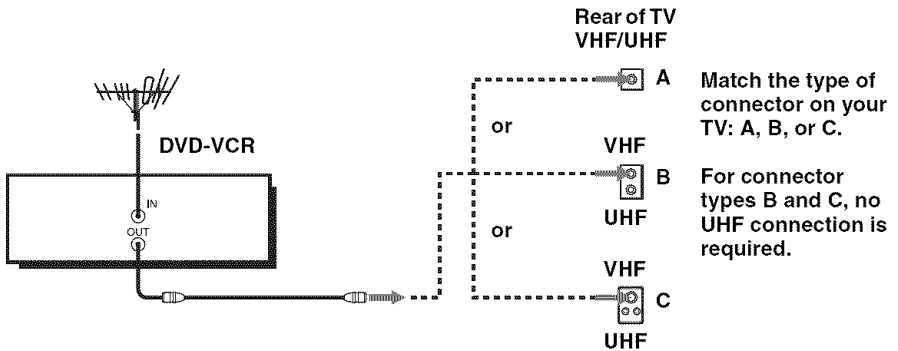 Rear of TV
VHF/UHF
A
Match the type of
connector on your
TV: A, B, or C.
or
DVD-VCR
VHF
B
For connector
types B and C, no
UHF connection is
required.
IN
UHF
OUT
or
VHF
C
UHF